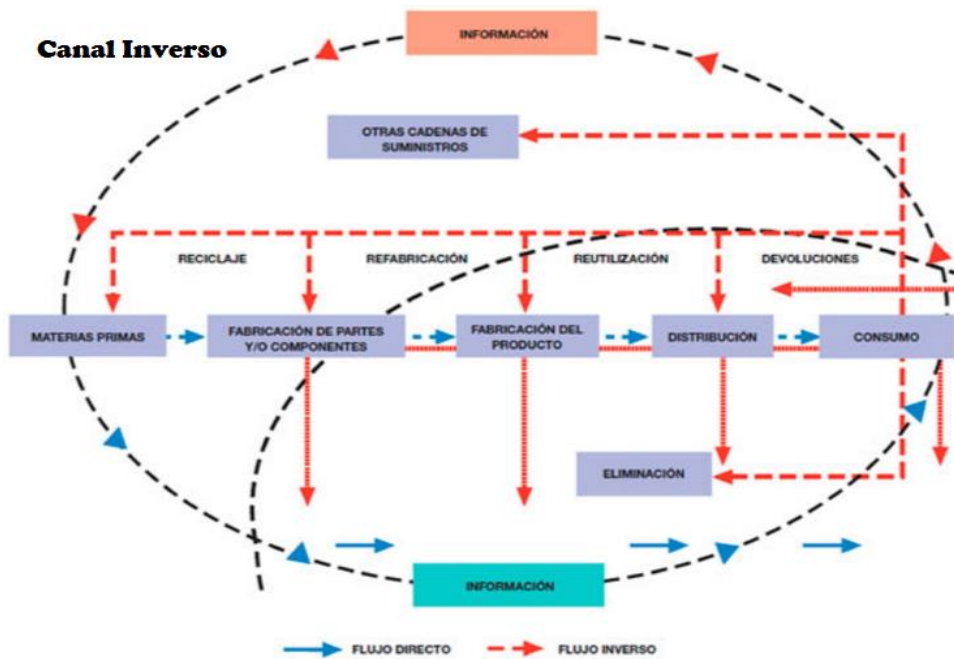 Canal Inverso
INFORMACIÓN
OTRAS CADENAS DE
SUMINISTROS
RECICLAJE
REFABRICACIÓN
REUTILIZACIÓN
DEVOLUCIONES
MATERIAS PRIMAS
FABRICACIÓN DE PARTES
Y/O COMPONENTES
FABRICACIÓN DEL
PRODUCTO
DISTRIBUCIÓN
CONSUMO
ELIMINACIÓN
INFORMACIÓN
FLUJO DIRECTO
FLUJO INVERSO